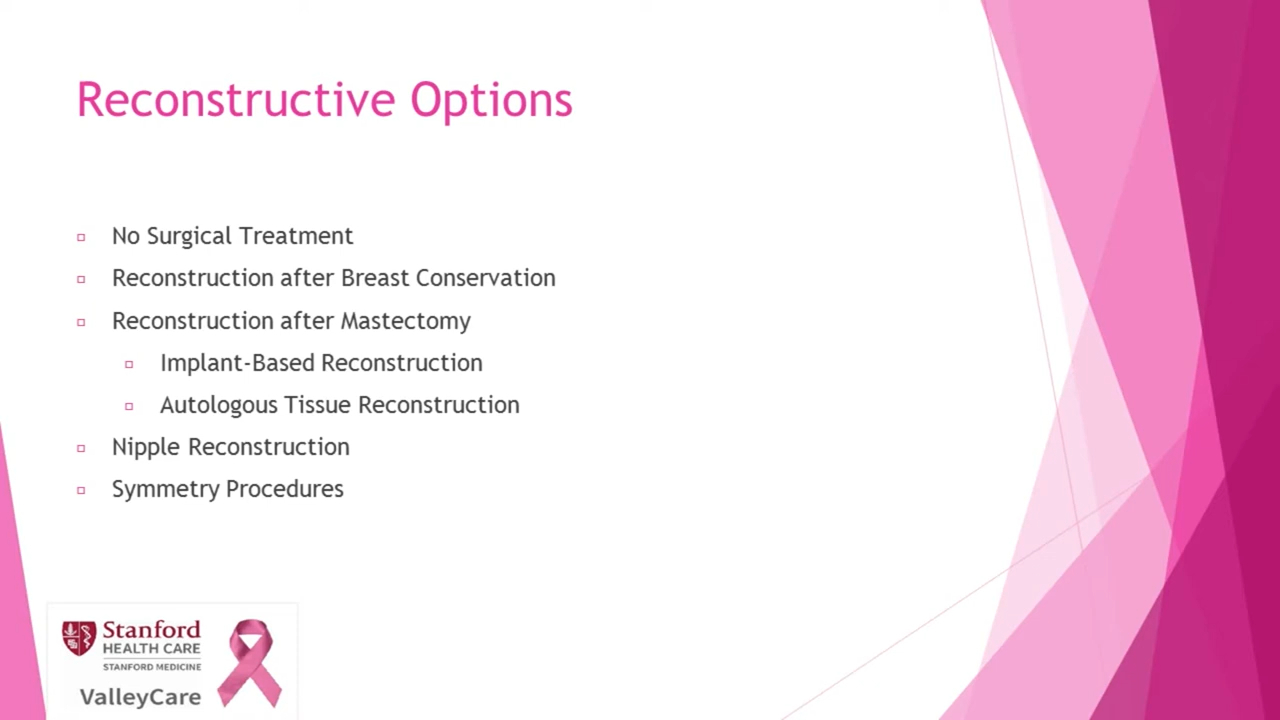 Reconstructive Options
No Surgical Treatment
Reconstruction after Breast Conservation
Reconstruction after Mastectomy
Implant-Based Reconstruction
Autologous Tissue Reconstruction
Nipple Reconstruction
Symmetry Procedures
Stanford
HEALTH CARE
STANFORD MEDICINE
ValleyCare